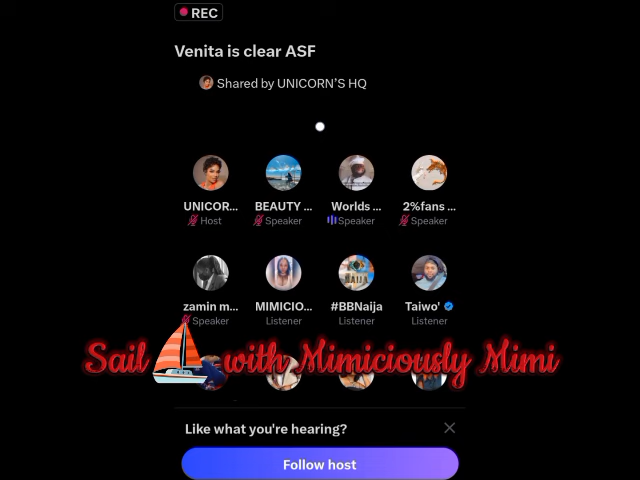 REC
Venita is clear ASF
Shared by UNICORN'S HQ
UNICOR... BEAUTY ... Worlds ... 2%fans ...
Host Speaker Speaker Speaker
zamin m... MIMICIO... #BBNaija Taiwo'
Speaker Listener Listener Listener
Sail with Mimiciously Mimi
Like what you're hearing?
Follow host